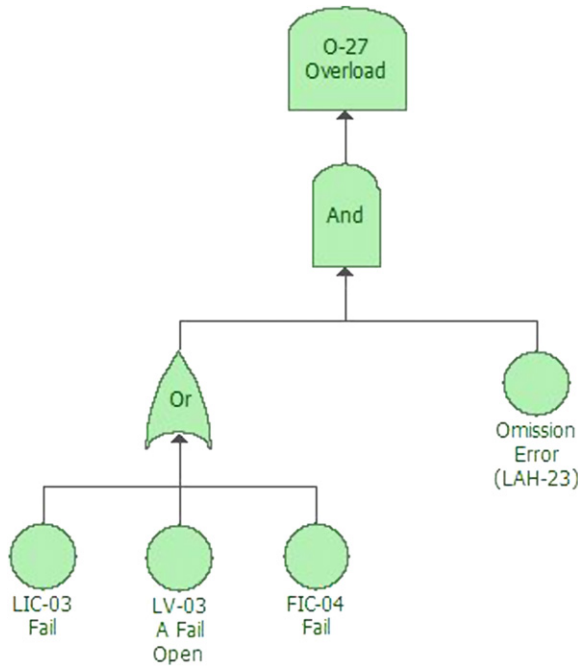 O-27
Overload
And
Or
Omission
Error
(LAH-23)
LIC-03
Fail
LV-03
A Fail
Open
FIC-04
Fail